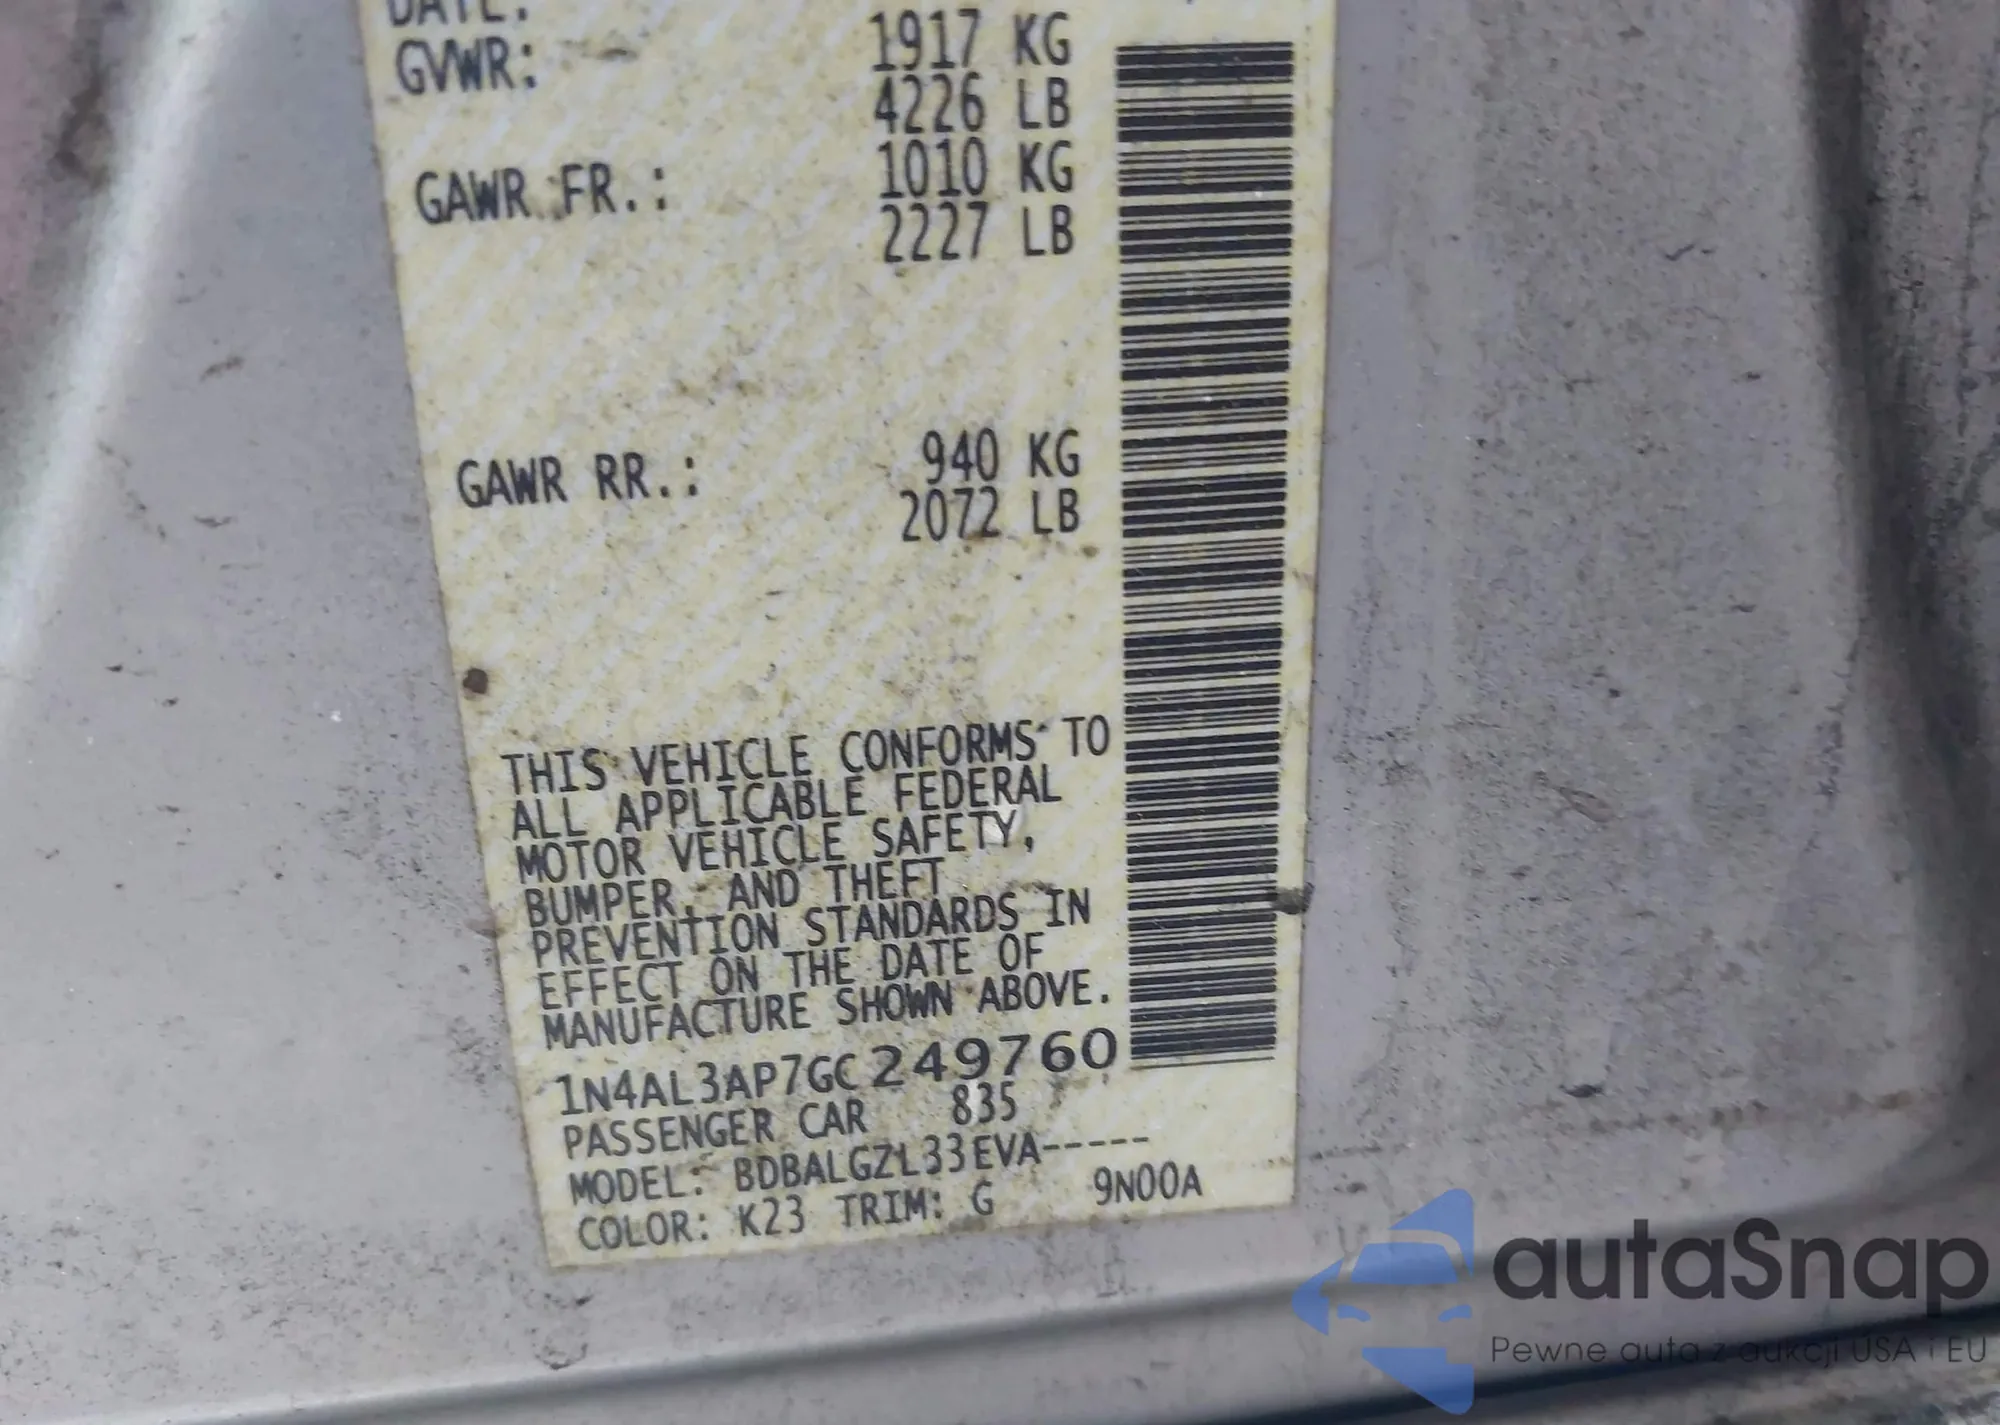 DATE:
GVWR: 1917 KG
4226 LB
GAWR FR.: 1010 KG
2227 LB
GAWR RR.: 940 KG
2072 LB
THIS VEHICLE CONFORMS TO
ALL APPLICABLE FEDERAL
MOTOR VEHICLE SAFETY,
BUMPER, AND THEFT
PREVENTION STANDARDS IN
EFFECT ON THE DATE OF
MANUFACTURE SHOWN ABOVE.
1N4AL3AP7GC249760
PASSENGER CAR 835
MODEL: BDBALGZL33EVA-----
COLOR: K23 TRIM: G 9N00A
autaSnap
Pewne auta z aukcji USA i EU